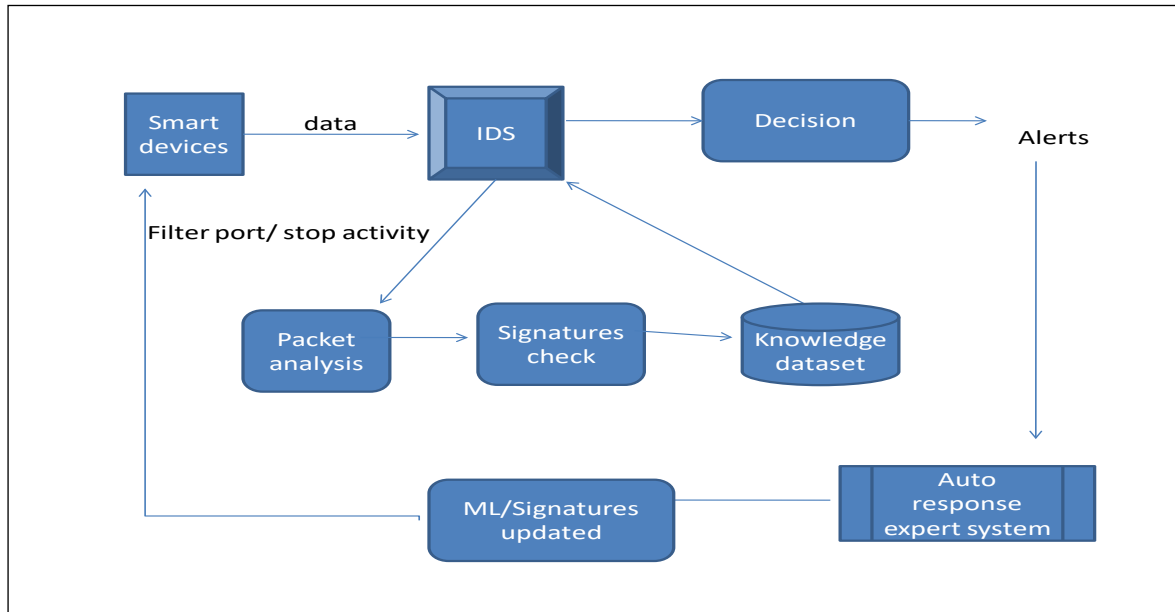 Smart
devices
data
IDS
Decision
Alerts
Filter port/ stop activity
Packet
analysis
Signatures
check
Knowledge
dataset
ML/Signatures
updated
Auto
response
expert system